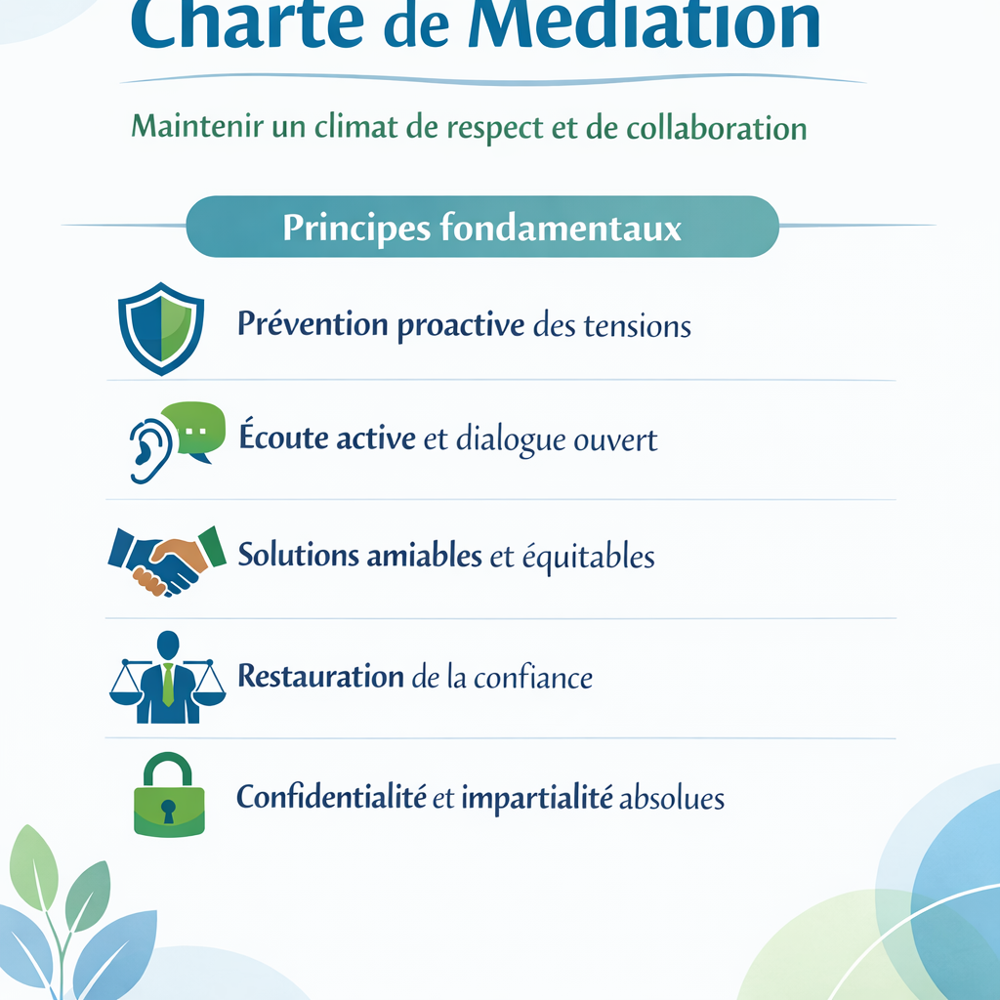 Charte de Médiation
Maintenir un climat de respect et de collaboration
Principes fondamentaux
Prévention proactive des tensions
Écoute active et dialogue ouvert
Solutions amiables et équitables
Restauration de la confiance
Confidentialité et impartialité absolues